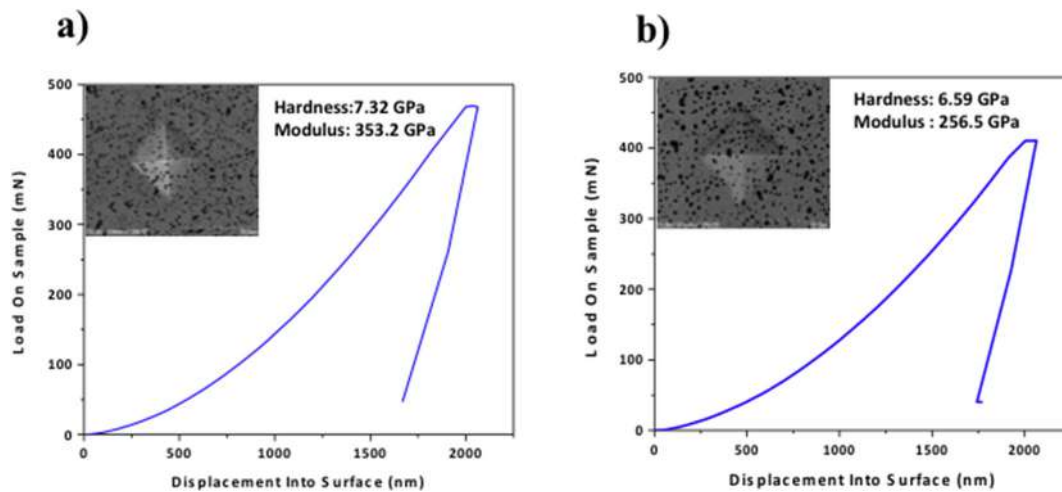 a)
Hardness:7.32 GPa
Modulus: 353.2 GPa
500
400
300
200
100
0
0
500
1000
1500
2000
Load On Sample (mN)
Displacement Into Surface (nm)
b)
Hardness: 6.59 GPa
Modulus : 256.5 GPa
500
400
300
200
100
0
0
500
1000
1500
2000
Load On Sample (mN)
Displacement Into Surface (nm)